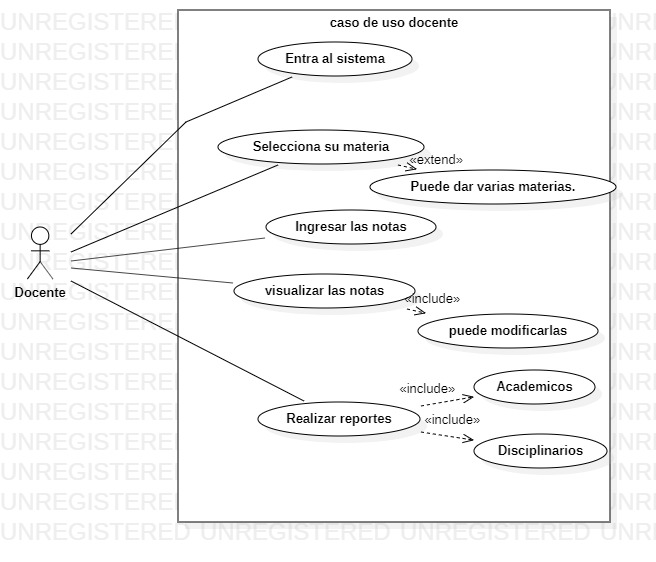 caso de uso docente
Entra al sistema
Selecciona su materia
«extend»
Puede dar varias materias.
Ingresar las notas
Docente
visualizar las notas
«include»
puede modificarlas
«include»
Academicos
Realizar reportes
«include»
Disciplinarios
UNREGISTERED UNREGISTERED UNREGISTERED UNR